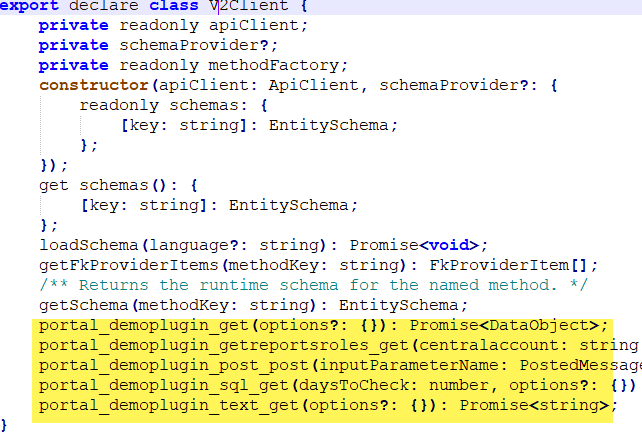 export declare class V2Client {
private readonly apiClient;
private schemaProvider?;
private readonly methodFactory;
constructor(apiClient: ApiClient, schemaProvider?: {
readonly schemas: {
[key: string]: EntitySchema;
};
});
get schemas(): {
[key: string]: EntitySchema;
};
loadSchema(language?: string): Promise<void>;
getFkProviderItems(methodKey: string): FkProviderItem[];
/** Returns the runtime schema for the named method. */
getSchema(methodKey: string): EntitySchema;
portal_demoplugin_get(options?: {}): Promise<DataObject>;
portal_demoplugin_getreportsroles_get(centralaccount: string
portal_demoplugin_post_post(inputParameterName: PostedMessage
portal_demoplugin_sql_get(daysToCheck: number, options?: {})
portal_demoplugin_text_get(options?: {}): Promise<string>;
}